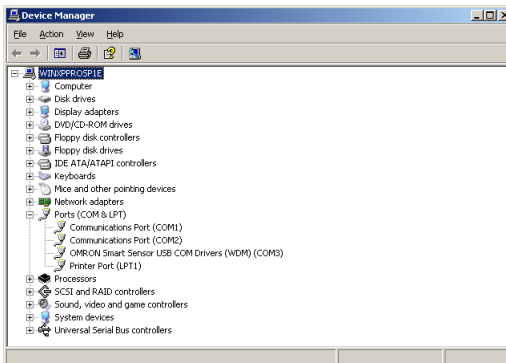 Device Manager
File Action View Help
WINXPPROSP1E
Computer
Disk drives
Display adapters
DVD/CD-ROM drives
Floppy disk controllers
Floppy disk drives
IDE ATA/ATAPI controllers
Keyboards
Mice and other pointing devices
Network adapters
Ports (COM & LPT)
Communications Port (COM1)
Communications Port (COM2)
OMRON Smart Sensor USB COM Drivers (WDM) (COM3)
Printer Port (LPT1)
Processors
SCSI and RAID controllers
Sound, video and game controllers
System devices
Universal Serial Bus controllers